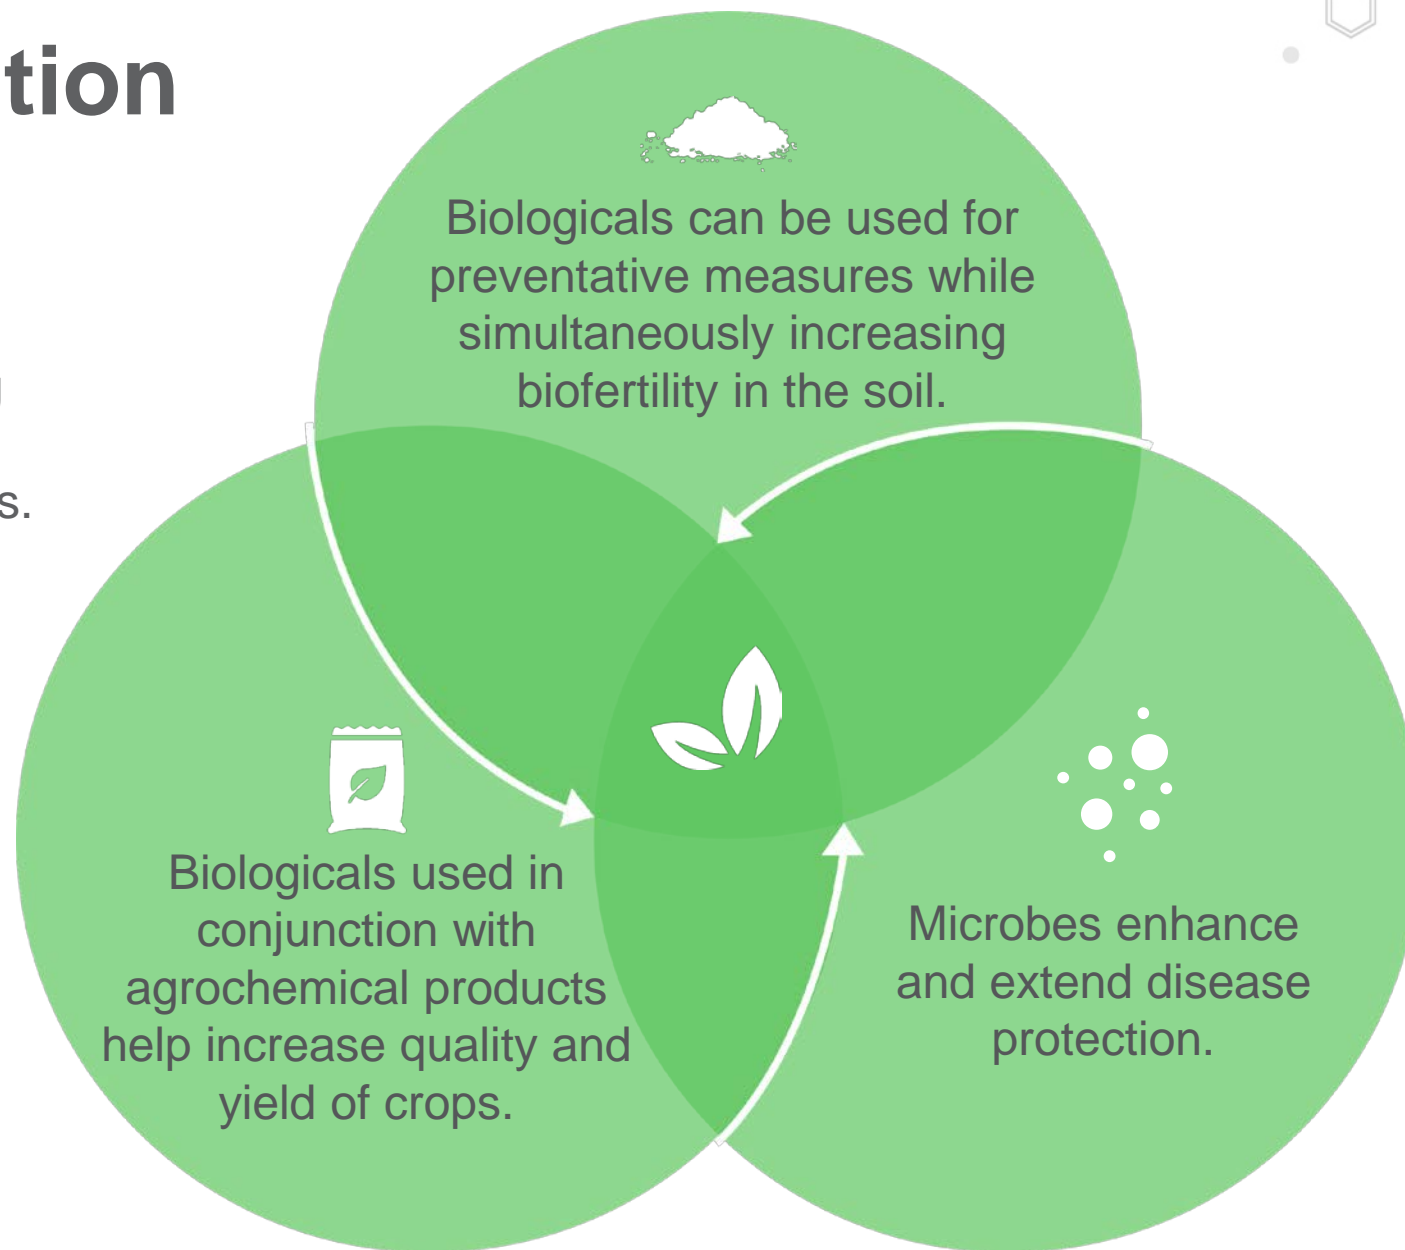 tion
s.
Biologicals can be used for
preventative measures while
simultaneously increasing
biofertility in the soil.
Biologicals used in
conjunction with
agrochemical products
help increase quality and
yield of crops.
Microbes enhance
and extend disease
protection.